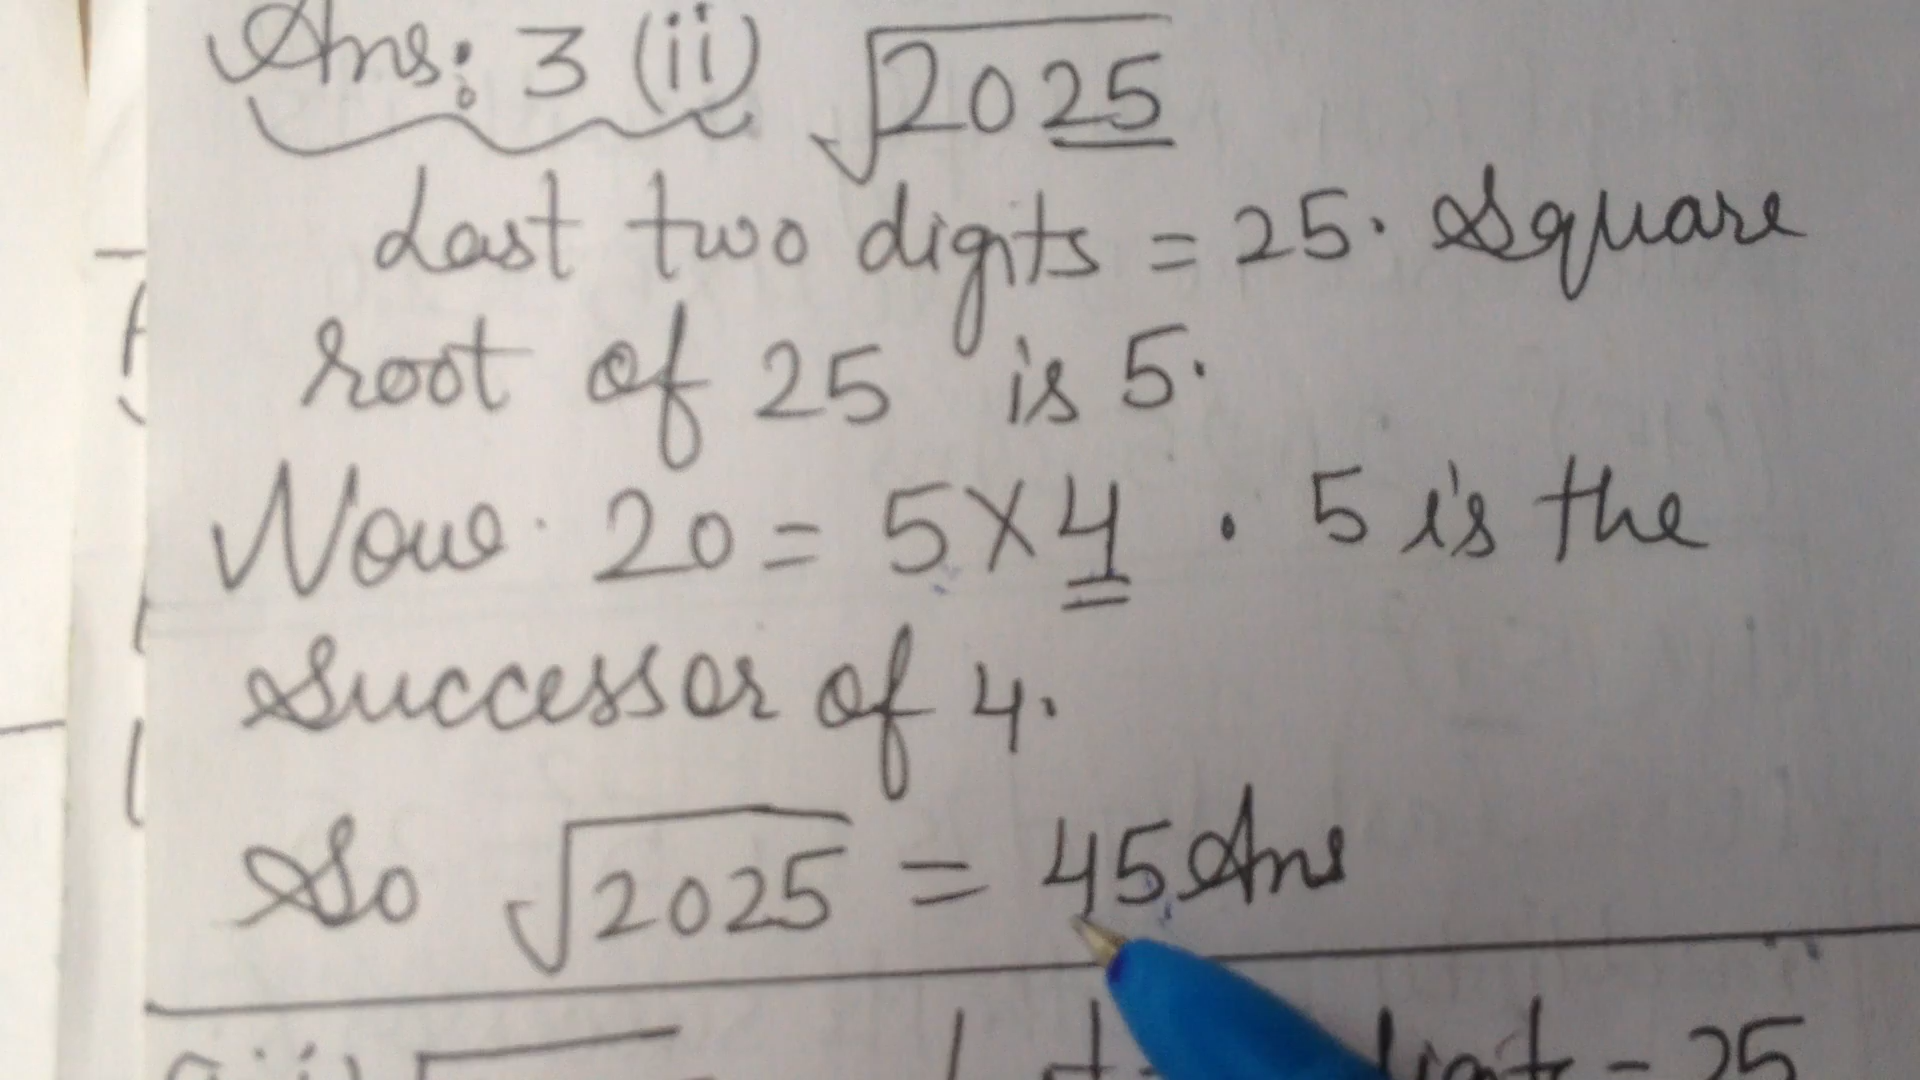 Ans: 3 (ii) √2025
Last two digits = 25. Square
root of 25 is 5.
Now. 20 = 5×4 . 5 is the
Successor of 4.
So √2025 = 45 Ans
= 25